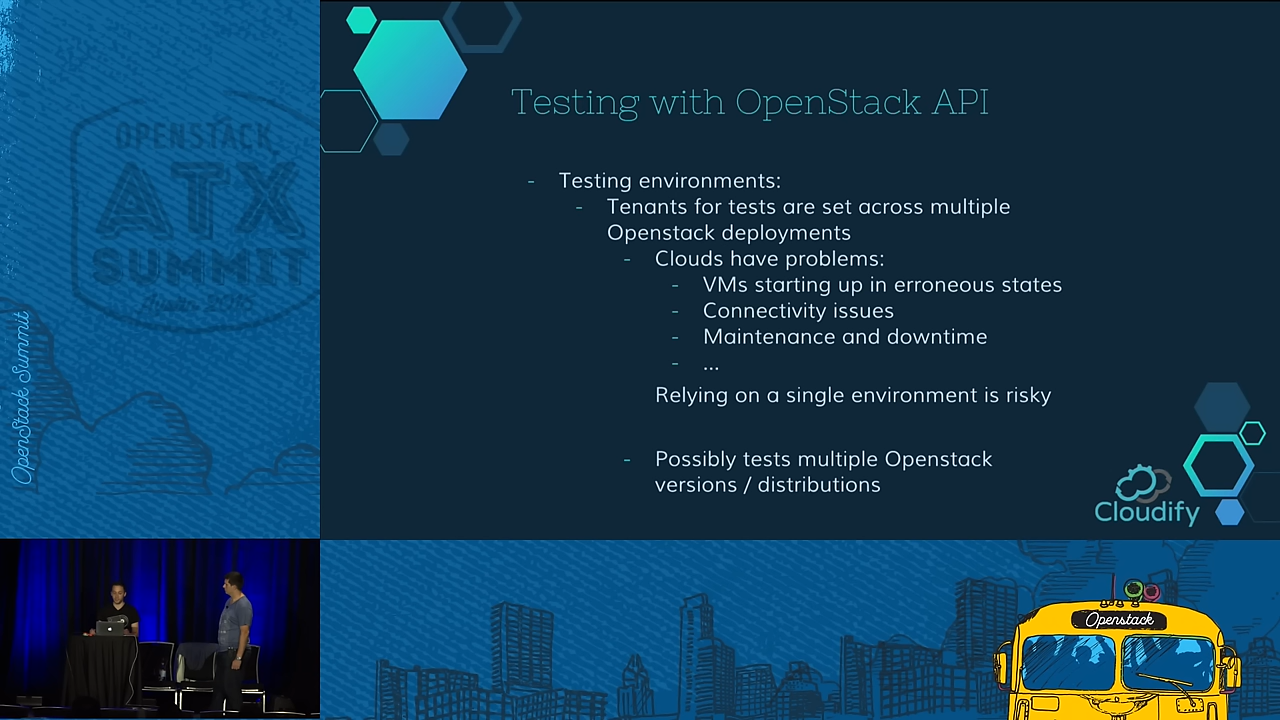 OPENSTACK
ATX
SUMMIT
OpenStack Summit
Testing with OpenStack API
- Testing environments:
- Tenants for tests are set across multiple
Openstack deployments
- Clouds have problems:
- VMs starting up in erroneous states
- Connectivity issues
- Maintenance and downtime
- ...
Relying on a single environment is risky
- Possibly tests multiple Openstack
versions / distributions
Cloudify
Openstack